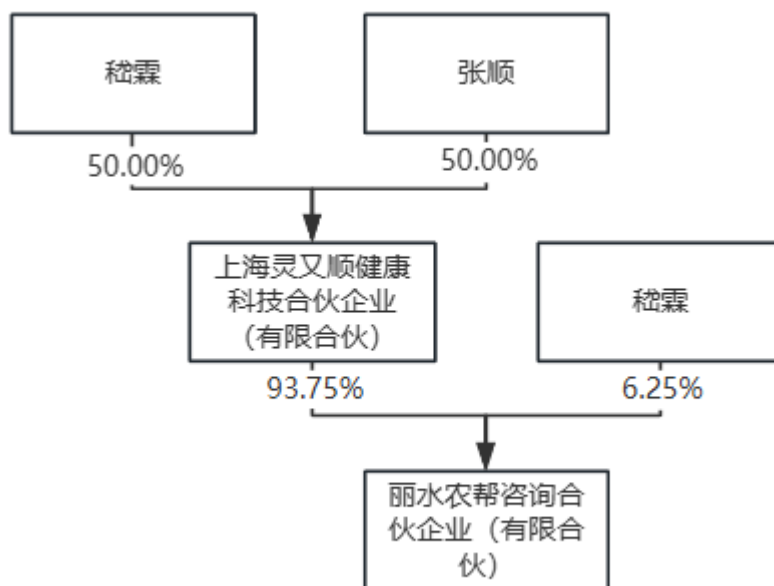 嵇霖
张顺
50.00%
50.00%
上海灵又顺健康
科技合伙企业
（有限合伙）
嵇霖
93.75%
6.25%
丽水农帮咨询合
伙企业（有限合
伙）